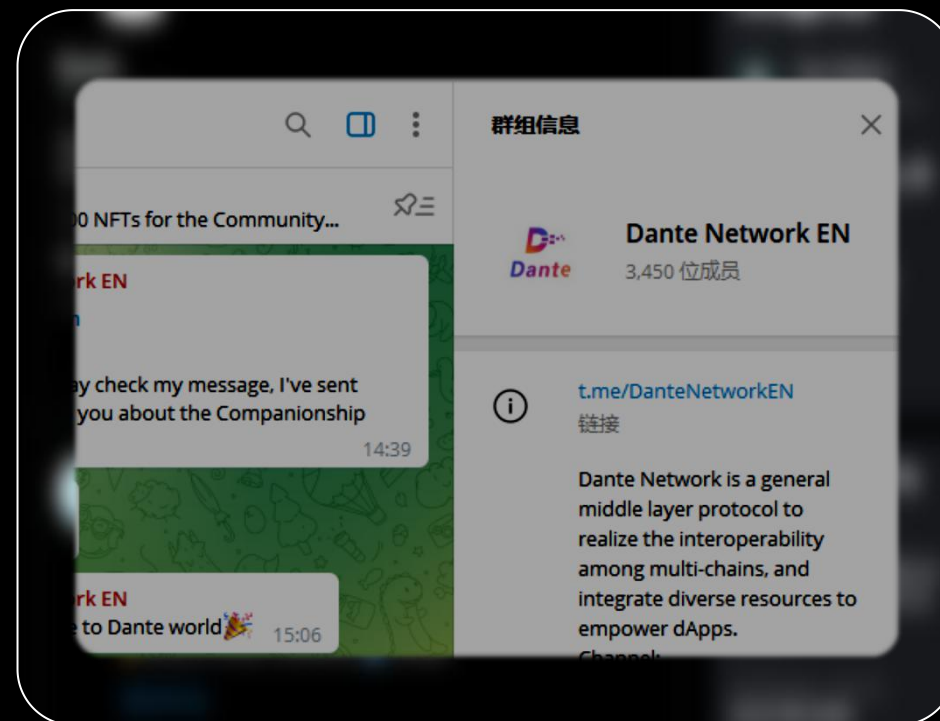 群组信息
00 NFTs for the Community...
Dante Network EN
Dante
3,450 位成员
rk EN
ay check my message, I've sent
you about the Companionship
14:39
t.me/DanteNetworkEN
链接
Dante Network is a general
middle layer protocol to
realize the interoperability
among multi-chains, and
integrate diverse resources to
empower dApps.
Channel:
rk EN
to Dante world🎉
15:06